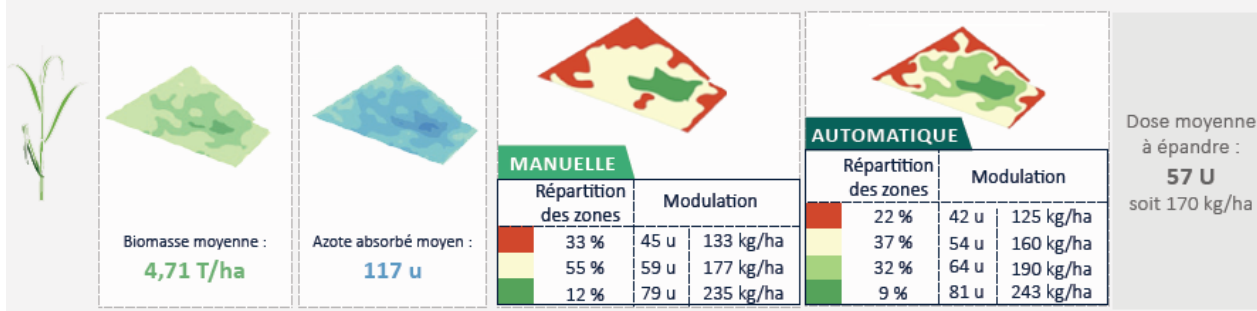 Biomasse moyenne :
4,71 T/ha
Azote absorbé moyen :
117 u
MANUELLE
Répartition des zones Modulation
33 % 45 u 133 kg/ha
55 % 59 u 177 kg/ha
12 % 79 u 235 kg/ha
AUTOMATIQUE
Répartition des zones Modulation
22 % 42 u 125 kg/ha
37 % 54 u 160 kg/ha
32 % 64 u 190 kg/ha
9 % 81 u 243 kg/ha
Dose moyenne
à épandre :
57 U
soit 170 kg/ha